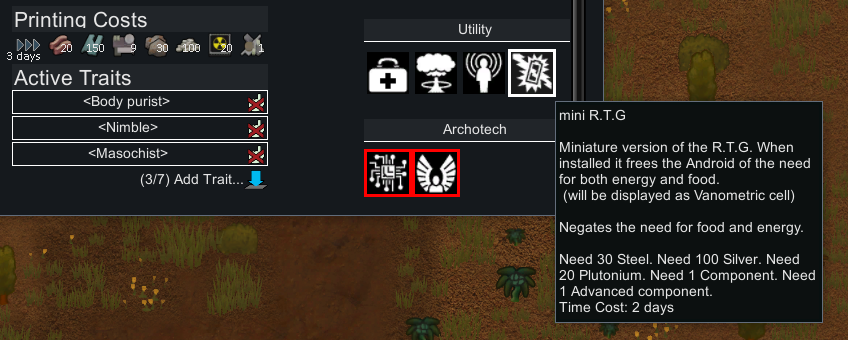 Printing Costs
3 days
20
150
9
30
100
20
1
Active Traits
<Body purist>
<Nimble>
<Masochist>
(3/7) Add Trait...
Utility
Archotech
mini R.T.G
Miniature version of the R.T.G. When
installed it frees the Android of the need
for both energy and food.
(will be displayed as Vanometric cell)
Negates the need for food and energy.
Need 30 Steel. Need 100 Silver. Need
20 Plutonium. Need 1 Component. Need
1 Advanced component.
Time Cost: 2 days